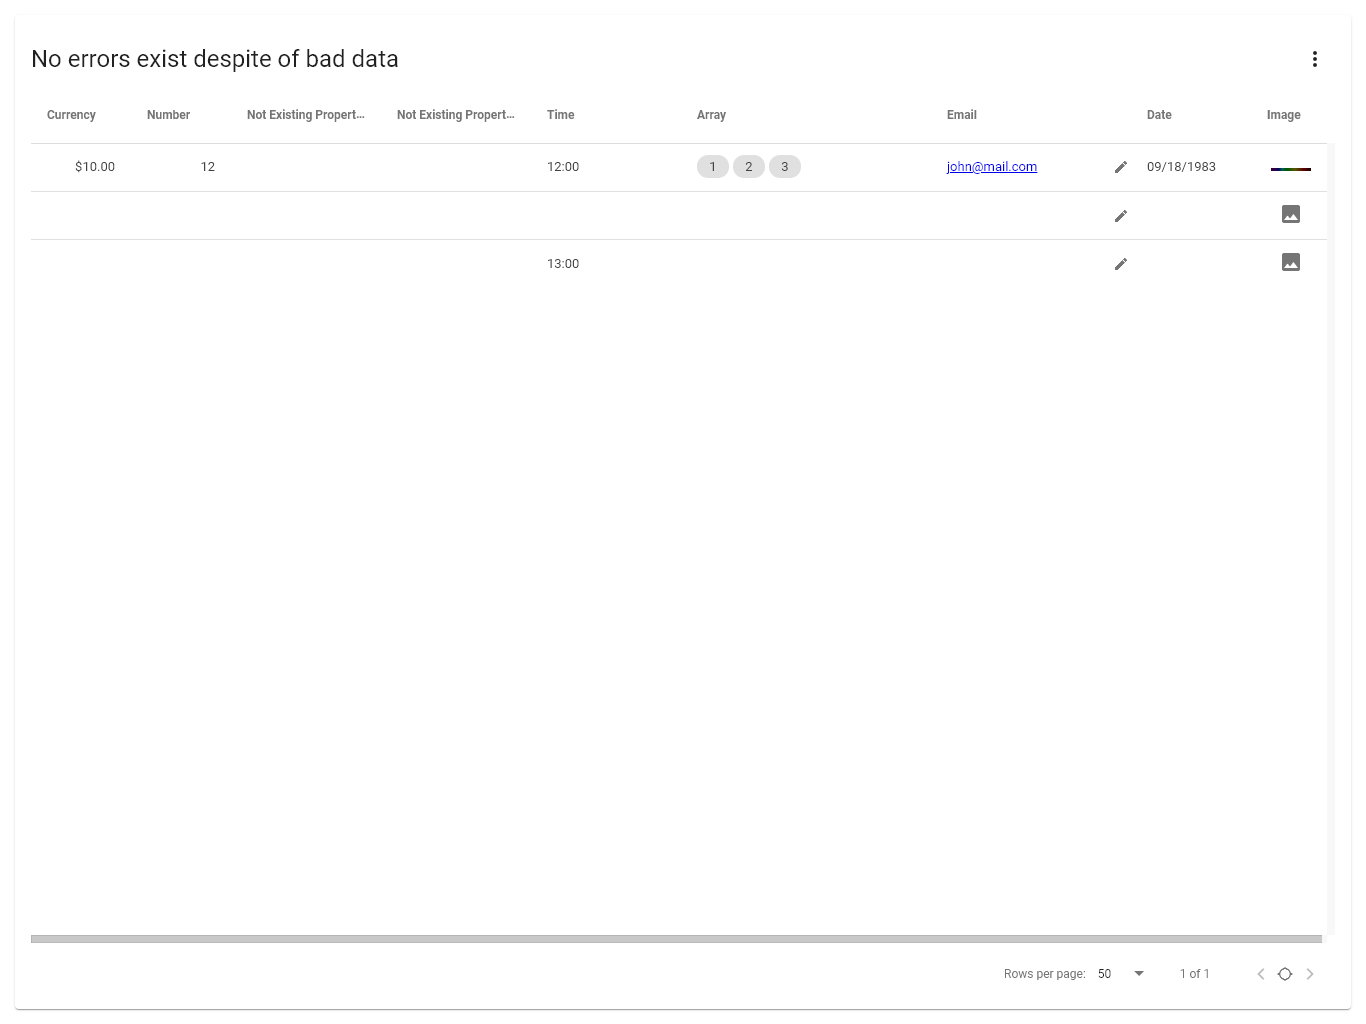 No errors exist despite of bad data
Currency Number Not Existing Propert... Not Existing Propert... Time Array Email Date Image
$10.00 12 12:00 1 2 3 john@mail.com 09/18/1983
13:00
Rows per page: 50 1 of 1